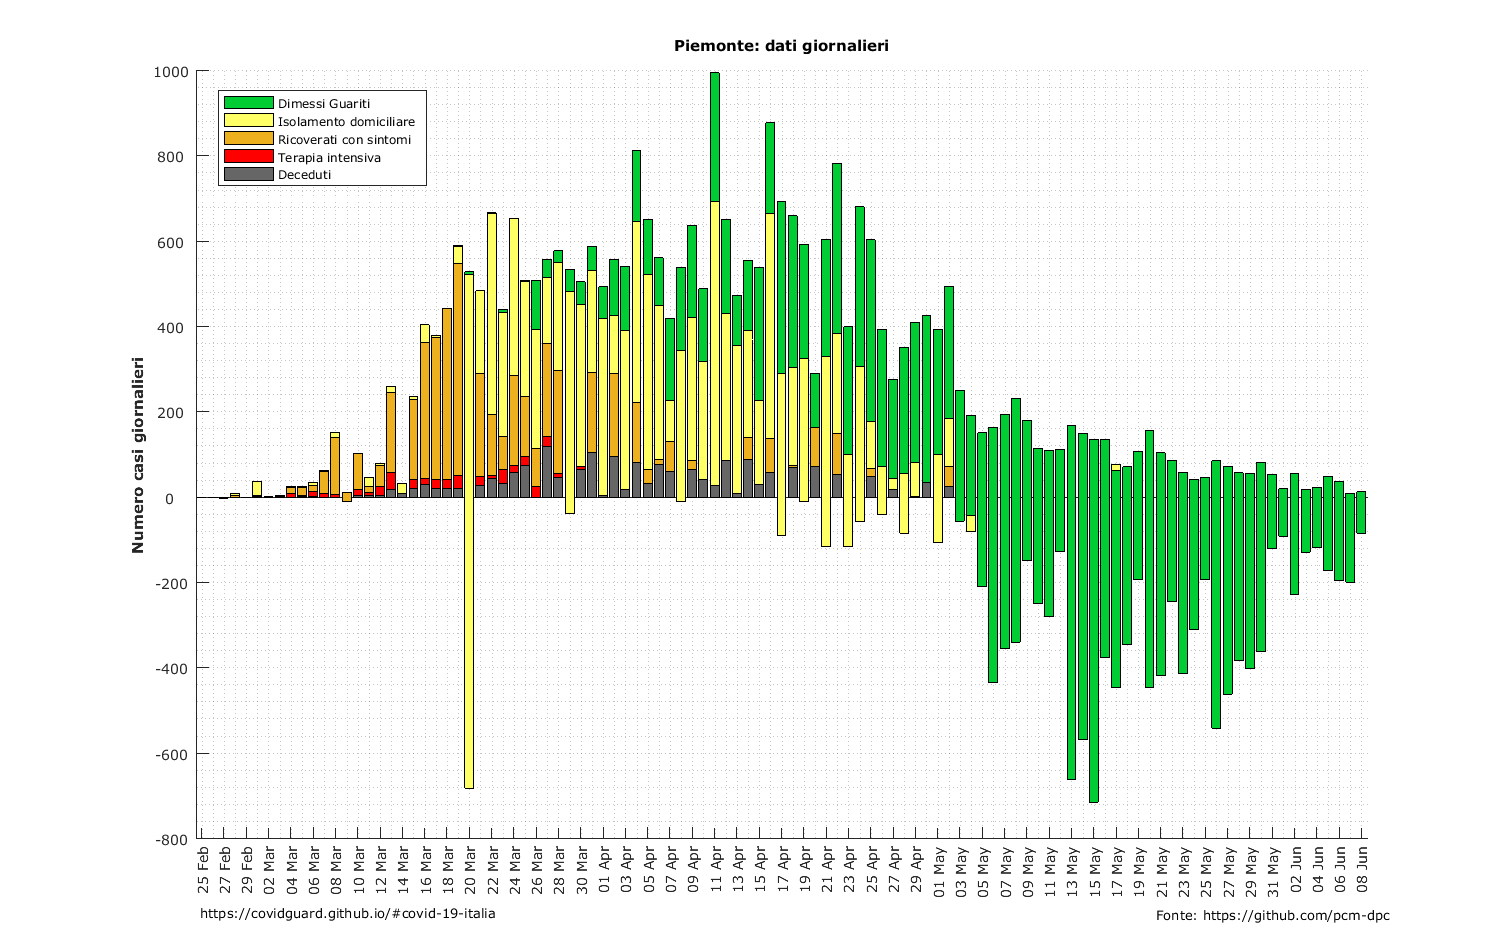 Piemonte: dati giornalieri
1000
800
600
400
200
0
-200
-400
-600
-800
Numero casi giornalieri
Dimessi Guariti
Isolamento domiciliare
Ricoverati con sintomi
Terapia intensiva
Deceduti
25 Feb
27 Feb
29 Feb
02 Mar
04 Mar
06 Mar
08 Mar
10 Mar
12 Mar
14 Mar
16 Mar
18 Mar
20 Mar
22 Mar
24 Mar
26 Mar
28 Mar
30 Mar
01 Apr
03 Apr
05 Apr
07 Apr
09 Apr
11 Apr
13 Apr
15 Apr
17 Apr
19 Apr
21 Apr
23 Apr
25 Apr
27 Apr
29 Apr
01 May
03 May
05 May
07 May
09 May
11 May
13 May
15 May
17 May
19 May
21 May
23 May
25 May
27 May
29 May
31 May
02 Jun
04 Jun
06 Jun
08 Jun
https://covidguard.github.io/#covid-19-italia
Fonte: https://github.com/pcm-dpc